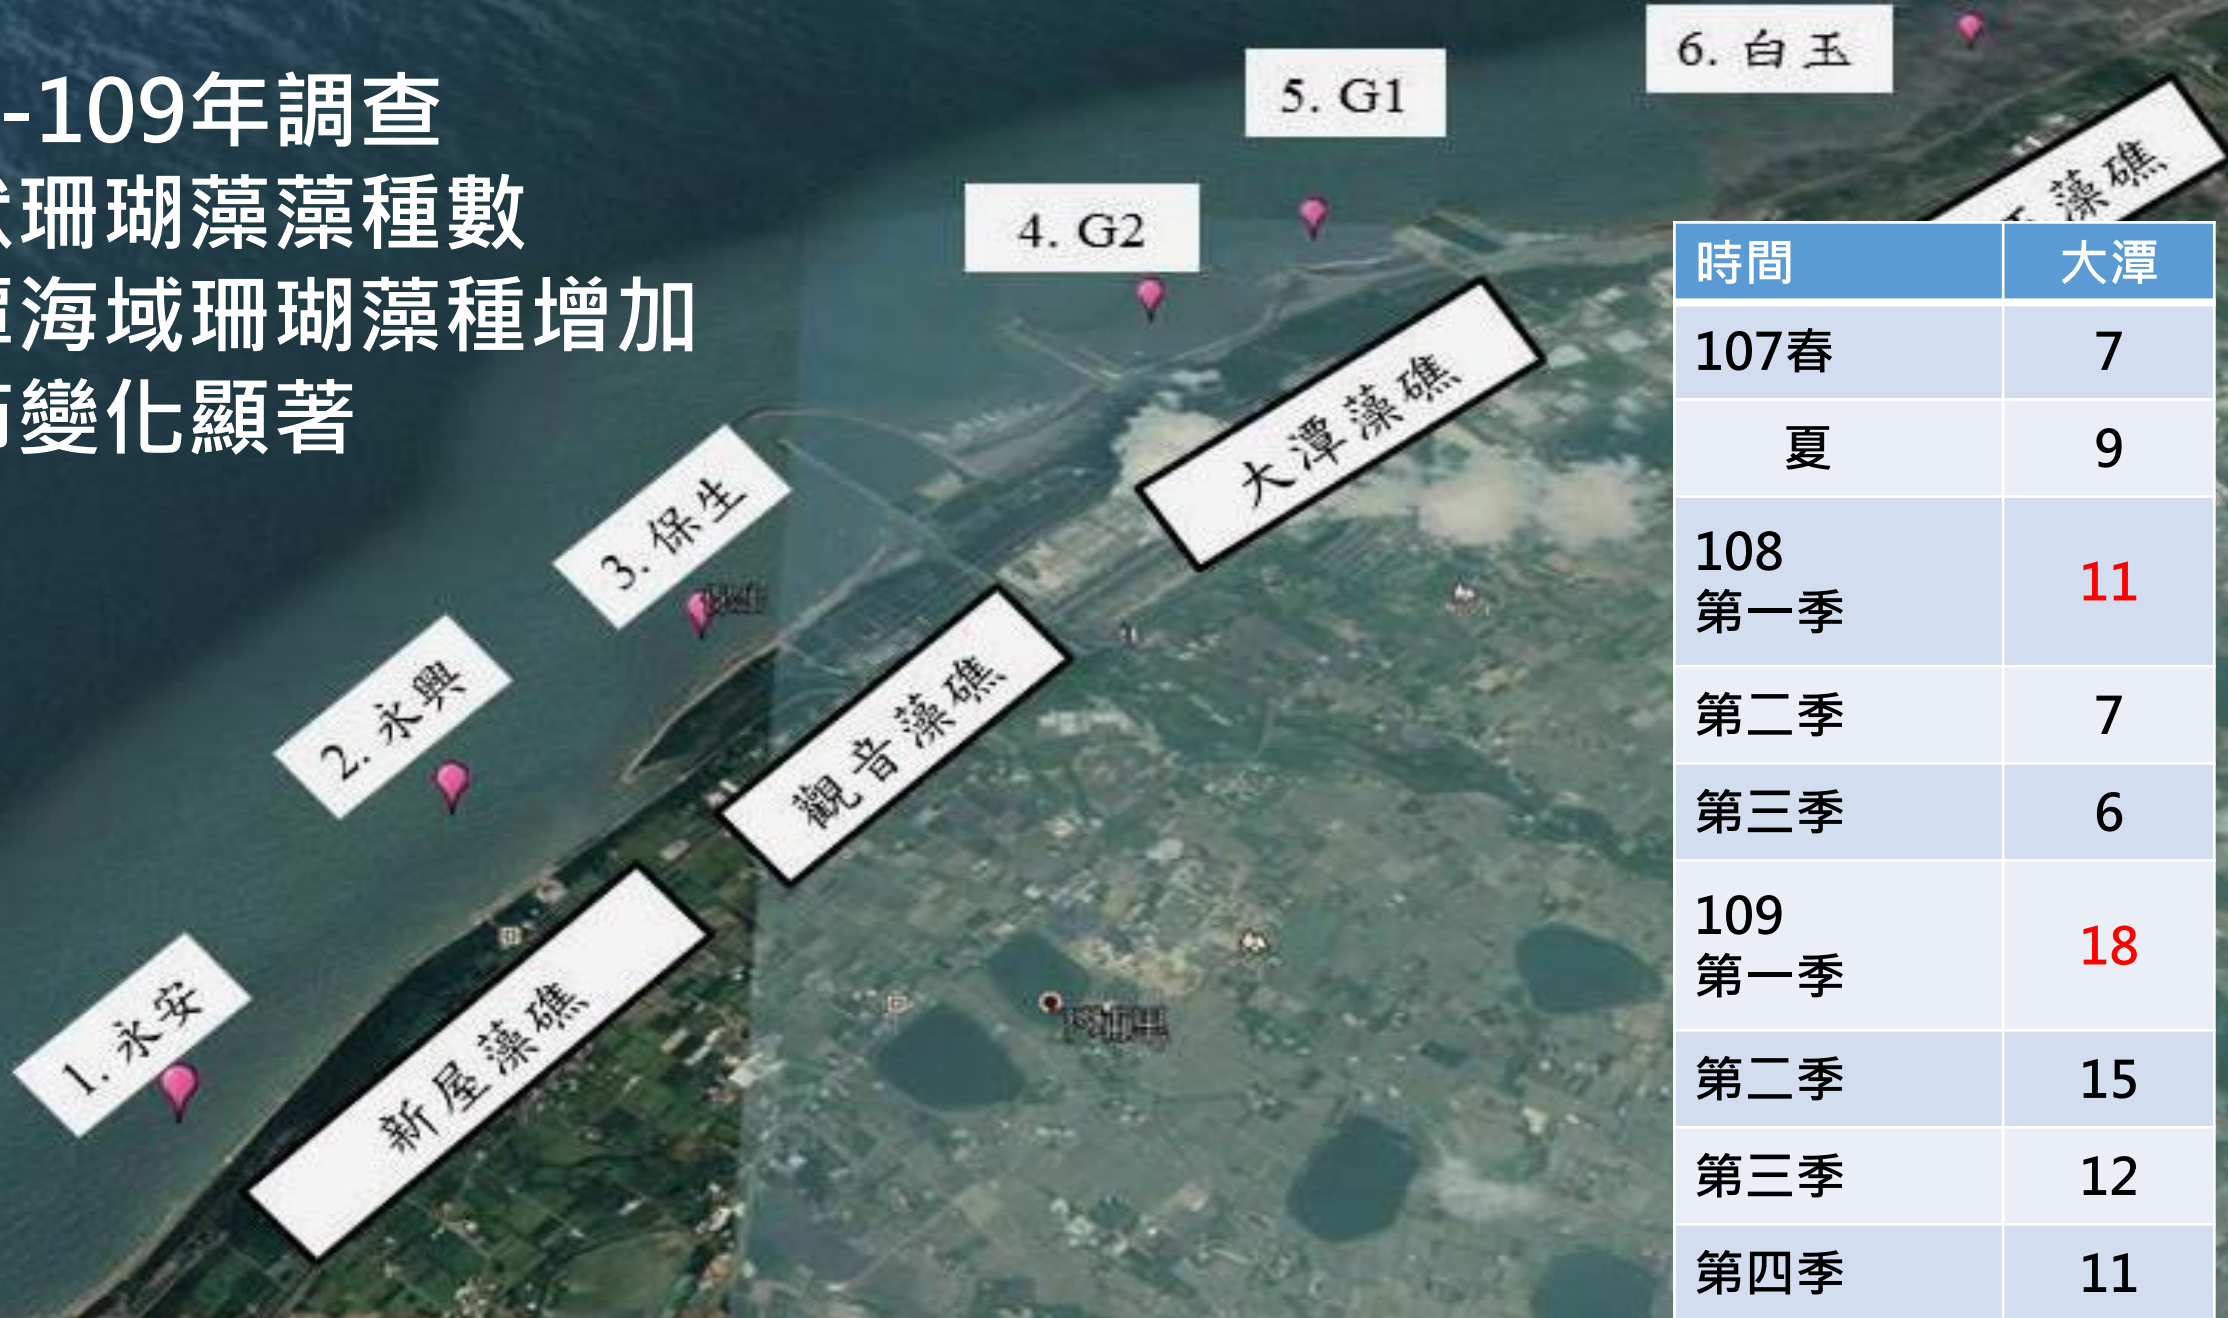 -109年調查
珊瑚藻藻種數
海域珊瑚藻種增加
變化顯著
6. 白玉
5. G1
4. G2
藻礁
大潭藻礁
3. 保生
觀音藻礁
2. 永興
新屋藻礁
1. 永安
時間 大潭
107春 7
夏 9
108
第一季 11
第二季 7
第三季 6
109
第一季 18
第二季 15
第三季 12
第四季 11